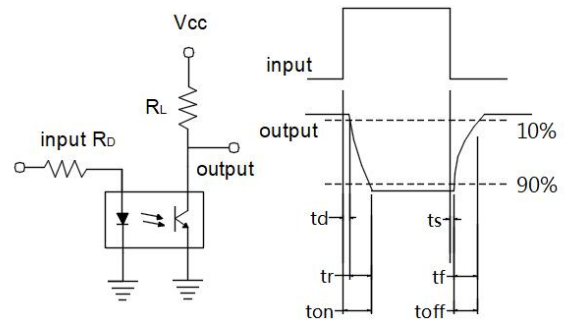 Vcc
RL
input RD
output
input
output
10%
90%
td
ts
tr
tf
ton
toff